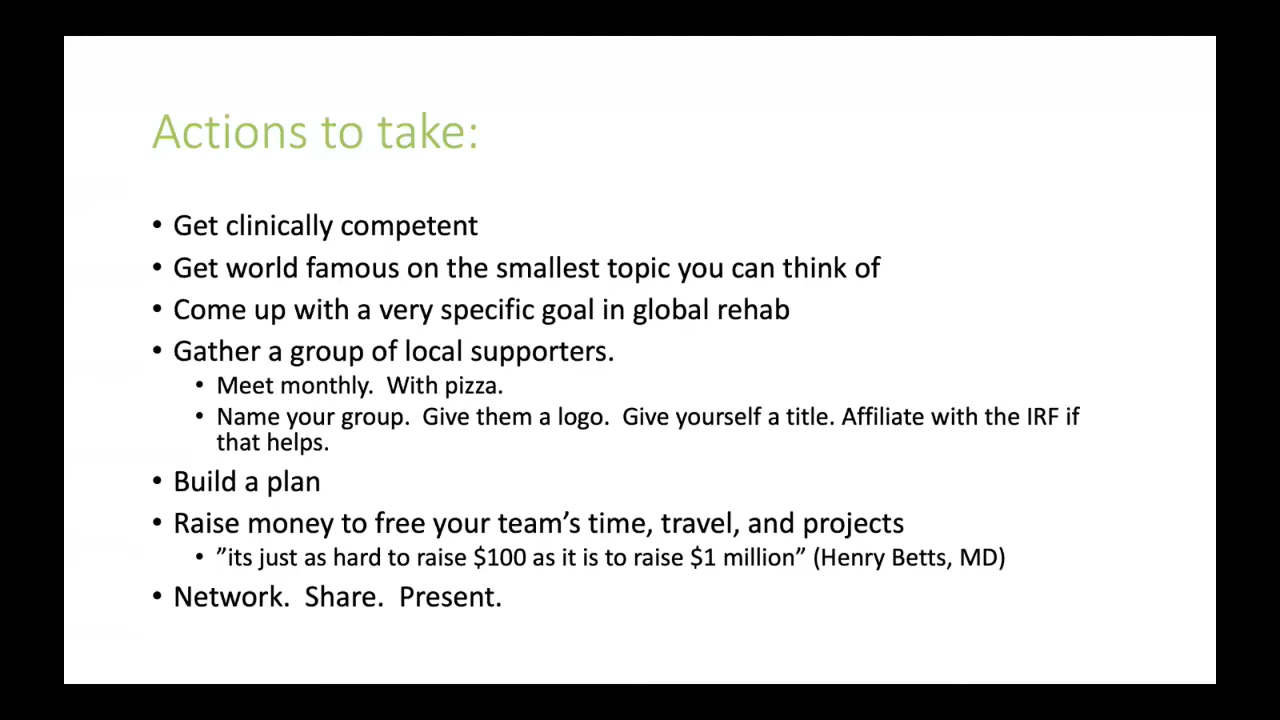 Actions to take:
• Get clinically competent
• Get world famous on the smallest topic you can think of
• Come up with a very specific goal in global rehab
• Gather a group of local supporters.
• Meet monthly.  With pizza.
• Name your group.  Give them a logo.  Give yourself a title. Affiliate with the IRF if
that helps.
• Build a plan
• Raise money to free your team’s time, travel, and projects
• ”its just as hard to raise $100 as it is to raise $1 million” (Henry Betts, MD)
• Network.  Share.  Present.